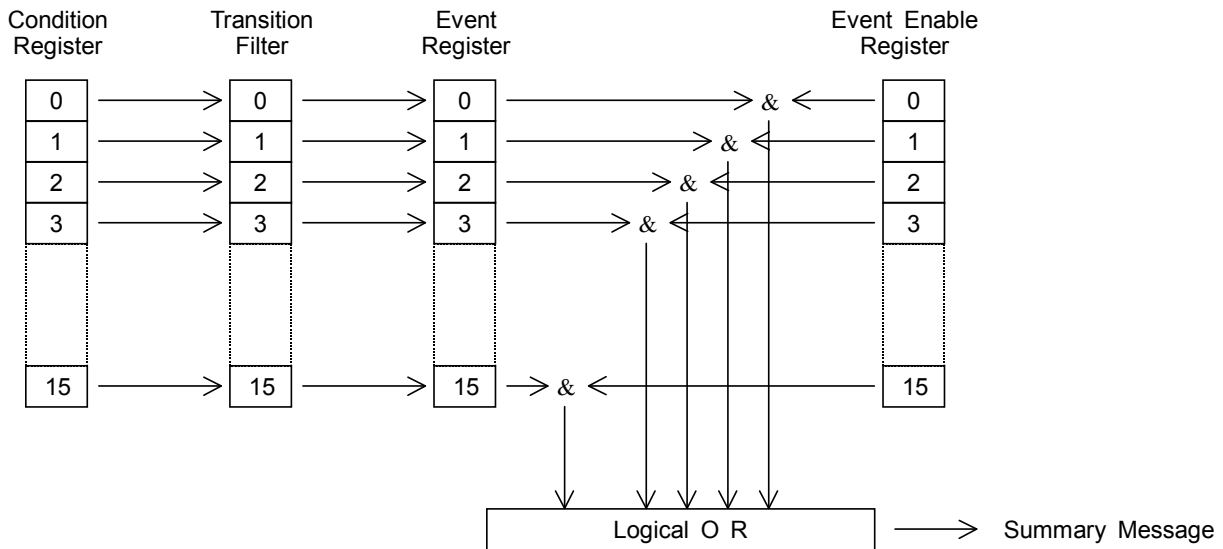 Condition Register
Transition Filter
Event Register
Event Enable Register
0 0 0 & 0
1 1 1 & 1
2 2 2 & 2
3 3 3 & 3
15 15 15 & 15
Logical O R
Summary Message